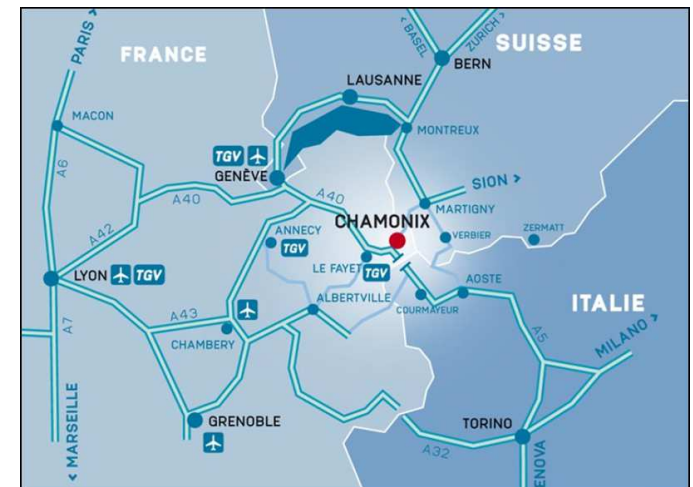 PARIS >
FRANCE
< BASEL
ZURICH >
SUISSE
BERN
LAUSANNE
MACON
MONTREUX
TGV
GENÈVE
A6
A40
A40
SION >
MARTIGNY
CHAMONIX
A42
ANNECY
TGV
VERBIER
ZERMATT
LE FAYET
TGV
LYON
TGV
AOSTE
ALBERTVILLE
COURMAYEUR
ITALIE
A7
A43
CHAMBERY
A5
MILANO >
< MARSEILLE
GRENOBLE
TORINO
A32
ENOVA